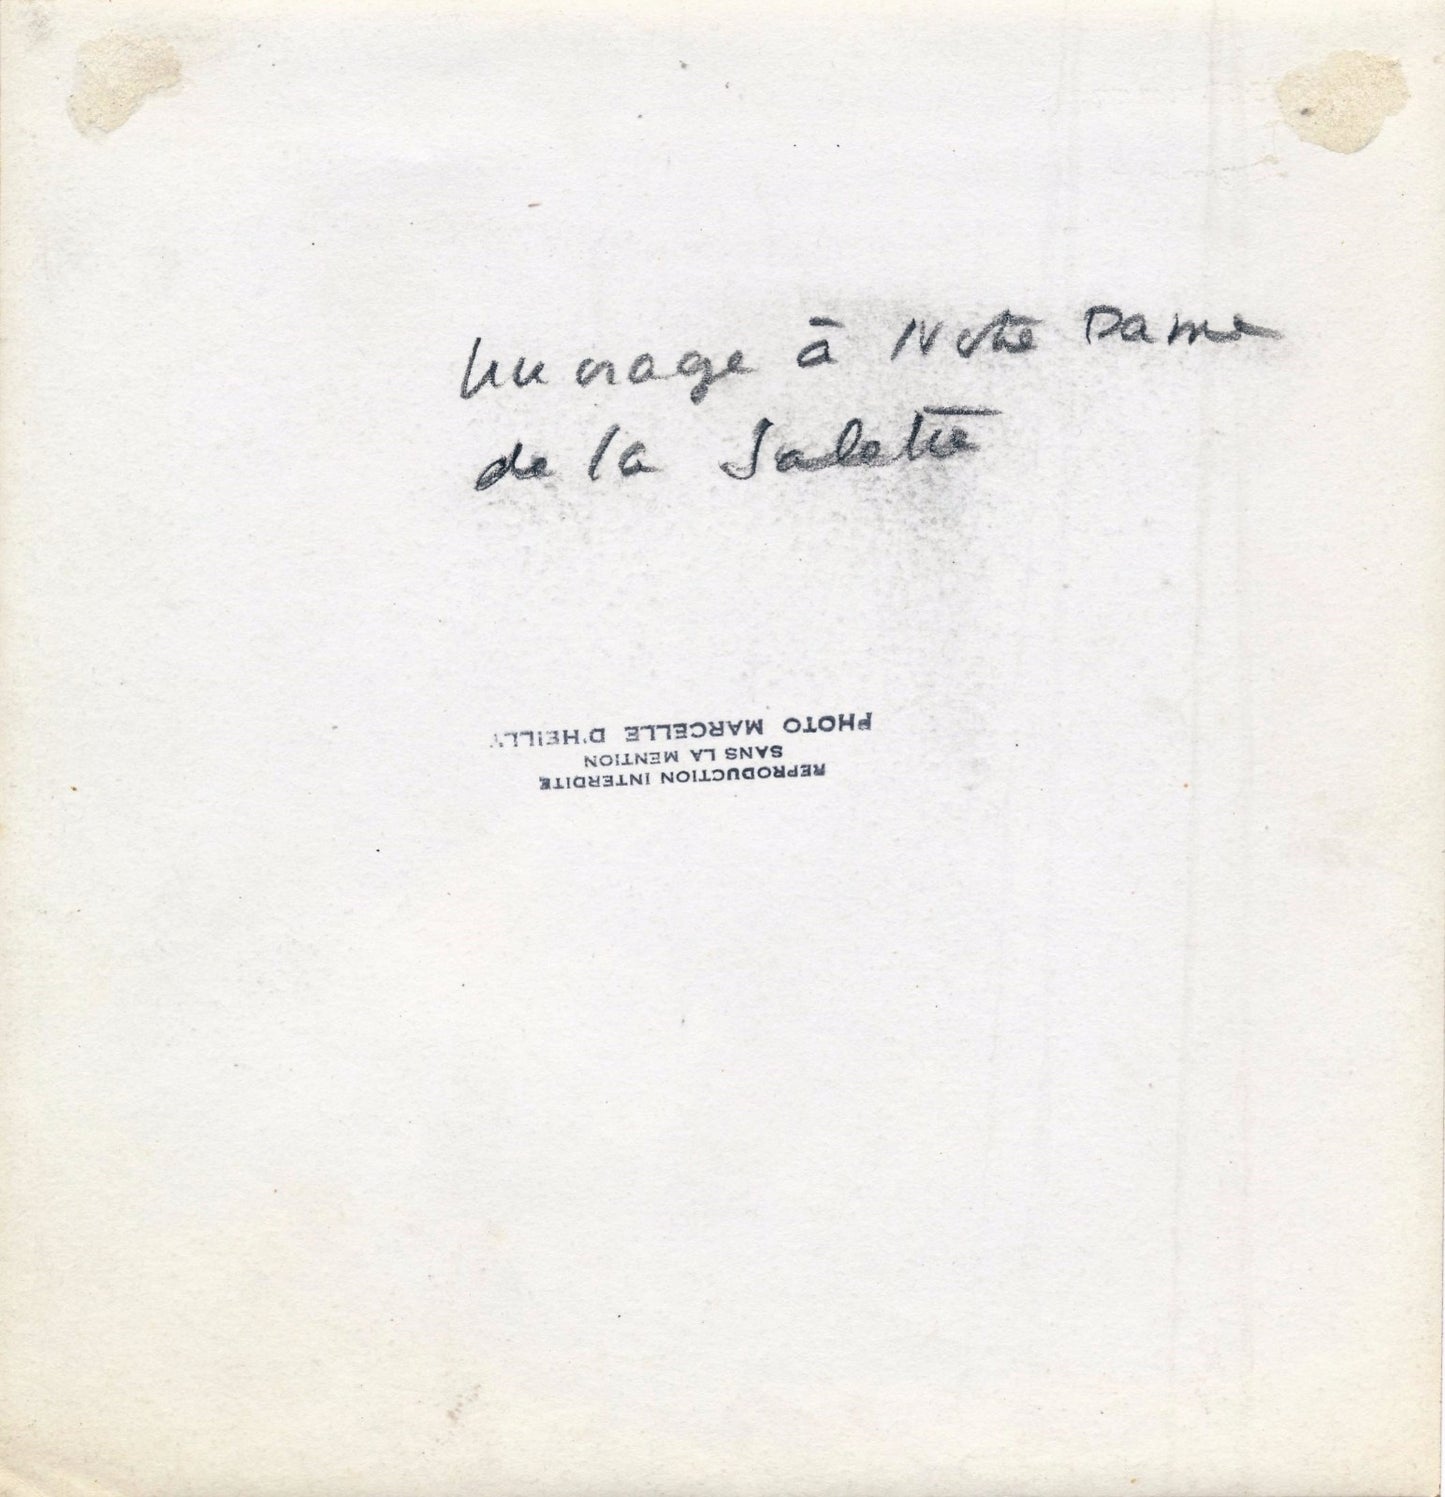 Un orage à Notre Dame
de la Salette
REPRODUCTION INTERDITE
SANS LA MENTION
PHOTO MARCELLE D'HEILLY